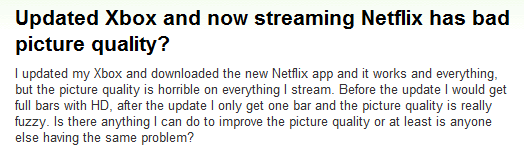 Updated Xbox and now streaming Netflix has bad
picture quality?
I updated my Xbox and downloaded the new Netflix app and it works and everything,
but the picture quality is horrible on everything I stream. Before the update I would get
full bars with HD, after the update I only get one bar and the picture quality is really
fuzzy. Is there anything I can do to improve the picture quality or at least is anyone
else having the same problem?